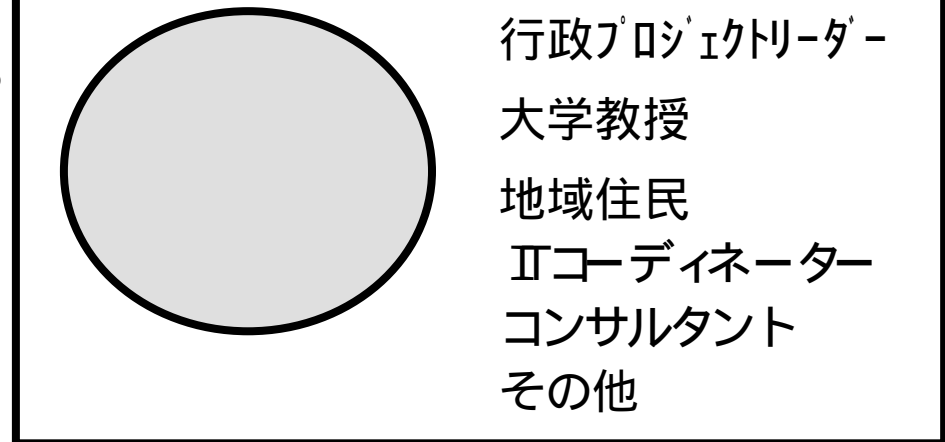 行政ﾌﾟﾛｼﾞｪｸﾄﾘｰﾀﾞｰ
大学教授
地域住民
ITコーディネーター
コンサルタント
その他